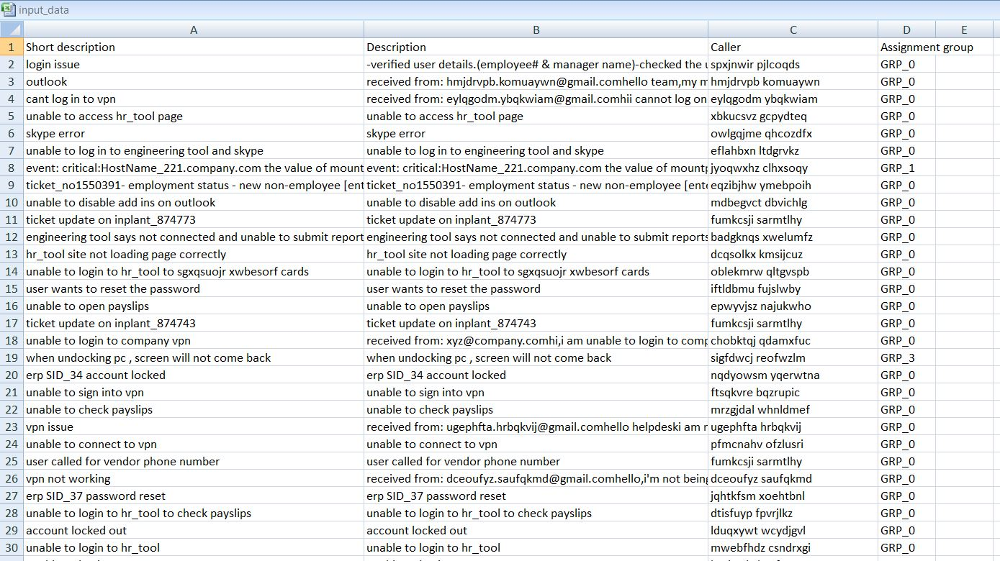 input_data
A B C D E
1 Short description Description Caller Assignment group
2 login issue -verified user details.(employee# & manager name)-checked the spxjnwir pjlcoqds GRP_0
3 outlook received from: hmjdrvpb.komuaywn@gmail.comhello team,my hmjdrvpb komuaywn GRP_0
4 cant log in to vpn received from: eylqgodm.ybqkwiam@gmail.comhii cannot log on eylqgodm ybqkwiam GRP_0
5 unable to access hr_tool page unable to access hr_tool page xbkucsvz gcpydteq GRP_0
6 skype error skype error owlgqjme qhcozdfx GRP_0
7 unable to log in to engineering tool and skype unable to log in to engineering tool and skype eflahbxn ltdgrvkz GRP_0
8 event: critical:HostName_221.company.com the value of mount event: critical:HostName_221.company.com the value of mountp jyoqwxhz clhxsoqy GRP_1
9 ticket_no1550391- employment status - new non-employee [ent ticket_no1550391- employment status - new non-employee [ente eqzibjhw ymebpoih GRP_0
10 unable to disable add ins on outlook unable to disable add ins on outlook mdbegvct dbvichlg GRP_0
11 ticket update on inplant_874773 ticket update on inplant_874773 fumkcsji sarmtlhy GRP_0
12 engineering tool says not connected and unable to submit report engineering tool says not connected and unable to submit reports badgknqs xwelumfz GRP_0
13 hr_tool site not loading page correctly hr_tool site not loading page correctly dcqsolkx kmsijcuz GRP_0
14 unable to login to hr_tool to sgxqsuojr xwbesorf cards unable to login to hr_tool to sgxqsuojr xwbesorf cards oblekmrw qltgvspb GRP_0
15 user wants to reset the password user wants to reset the password iftldbmu fujslwby GRP_0
16 unable to open payslips unable to open payslips epwyvjsz najukwho GRP_0
17 ticket update on inplant_874743 ticket update on inplant_874743 fumkcsji sarmtlhy GRP_0
18 unable to login to company vpn received from: xyz@company.comhi,i am unable to login to comp chobktqj qdamxfuc GRP_0
19 when undocking pc , screen will not come back when undocking pc , screen will not come back sigfdwcj reofwzlm GRP_3
20 erp SID_34 account locked erp SID_34 account locked nqdyowsm yqerwtna GRP_0
21 unable to sign into vpn unable to sign into vpn ftsqkvre bqzrupic GRP_0
22 unable to check payslips unable to check payslips mrzgjdal whnldmef GRP_0
23 vpn issue received from: ugephfta.hrbqkvij@gmail.comhello helpdeski am ugephfta hrbqkvij GRP_0
24 unable to connect to vpn unable to connect to vpn pfmcnahv ofzlusri GRP_0
25 user called for vendor phone number user called for vendor phone number fumkcsji sarmtlhy GRP_0
26 vpn not working received from: dceoufyz.saufqkmd@gmail.comhello,i'm not being dceoufyz saufqkmd GRP_0
27 erp SID_37 password reset erp SID_37 password reset jqhtkfsm xoehtbnl GRP_0
28 unable to login to hr_tool to check payslips unable to login to hr_tool to check payslips dtisfuyp fpvrjlkz GRP_0
29 account locked out account locked out lduqxywt wcydjgvl GRP_0
30 unable to login to hr_tool unable to login to hr_tool mwebfhdz csndrxgi GRP_0